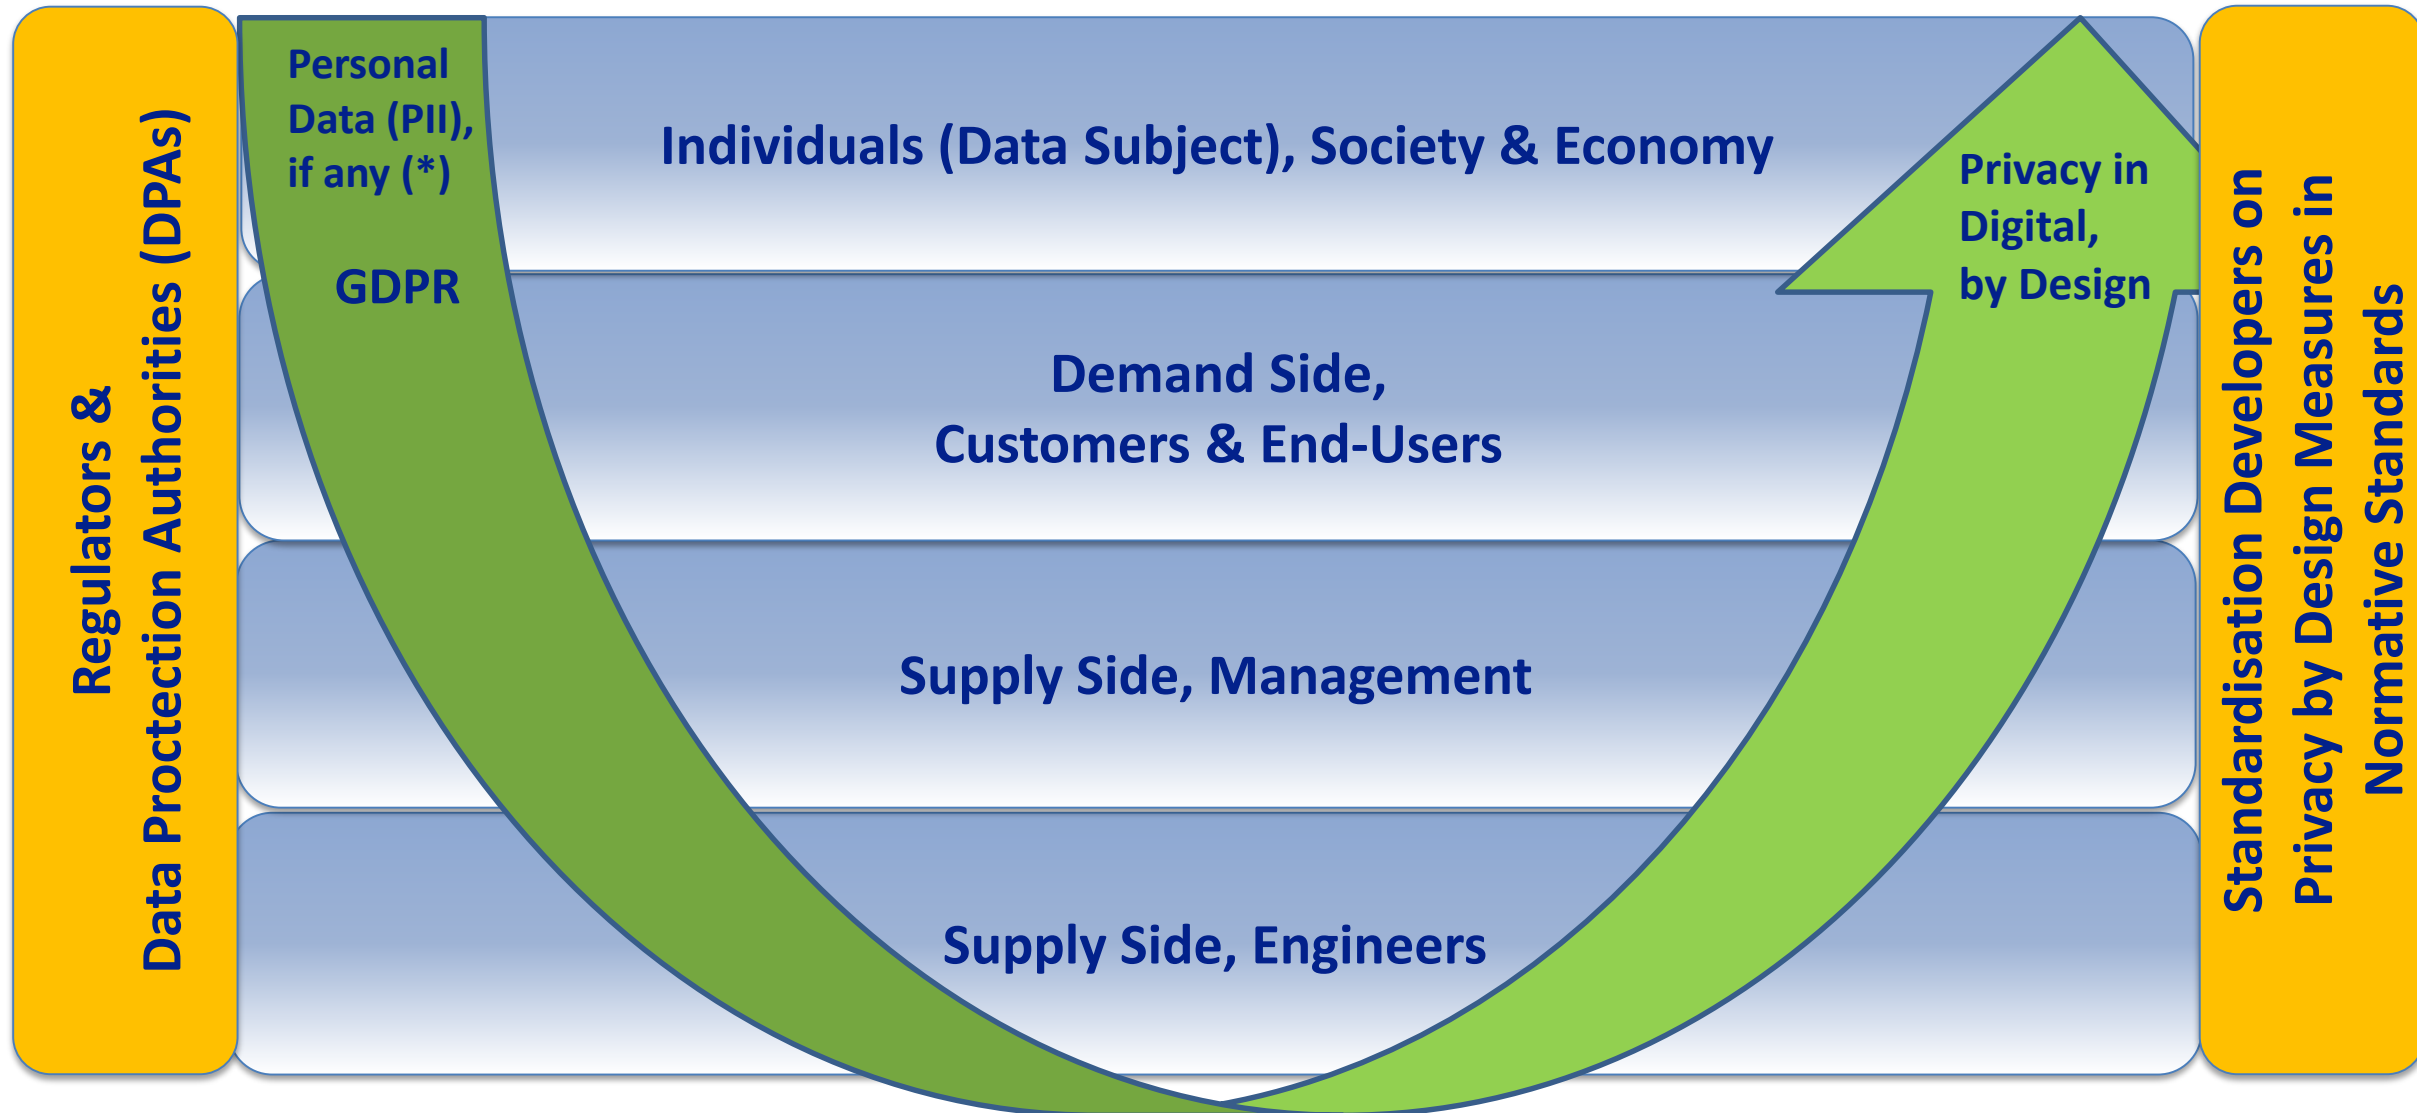 Regulators &
Data Proctection Authorities (DPAs)
Personal
Data (PII),
if any (*)
GDPR
Individuals (Data Subject), Society & Economy
Demand Side,
Customers & End-Users
Supply Side, Management
Supply Side, Engineers
Privacy in
Digital,
by Design
Standardisation Developers on
Privacy by Design Measures in
Normative Standards